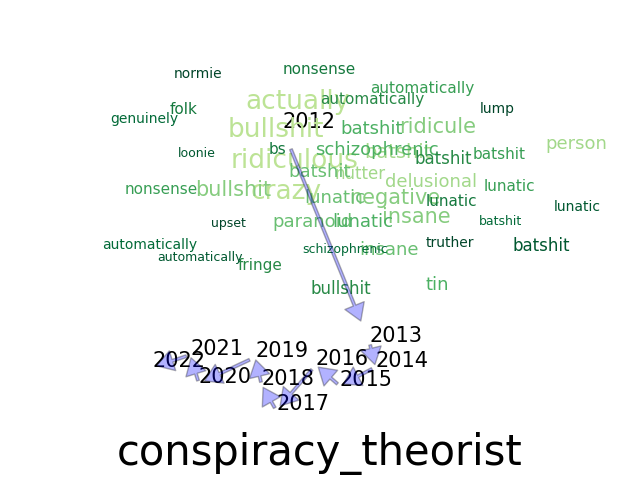 nonsense
normie
automatically
actually
automatically
folk
lump
genuinely
2012
bullshit
batshit
ridicule
person
bs
schizophrenic
loonie
ridiculous
batshit
batshit
batshit
batshit
nutter
delusional
nonsense
bullshit
crazy
lunatic
lunatic
negative
lunatic
lunatic
insane
upset
paranoid
lunatic
batshit
automatically
truther
batshit
schizophrenic
insane
automatically
fringe
tin
bullshit
2013
2021
2019
2016
2014
2022
2020
2018
2015
2017
conspiracy_theorist